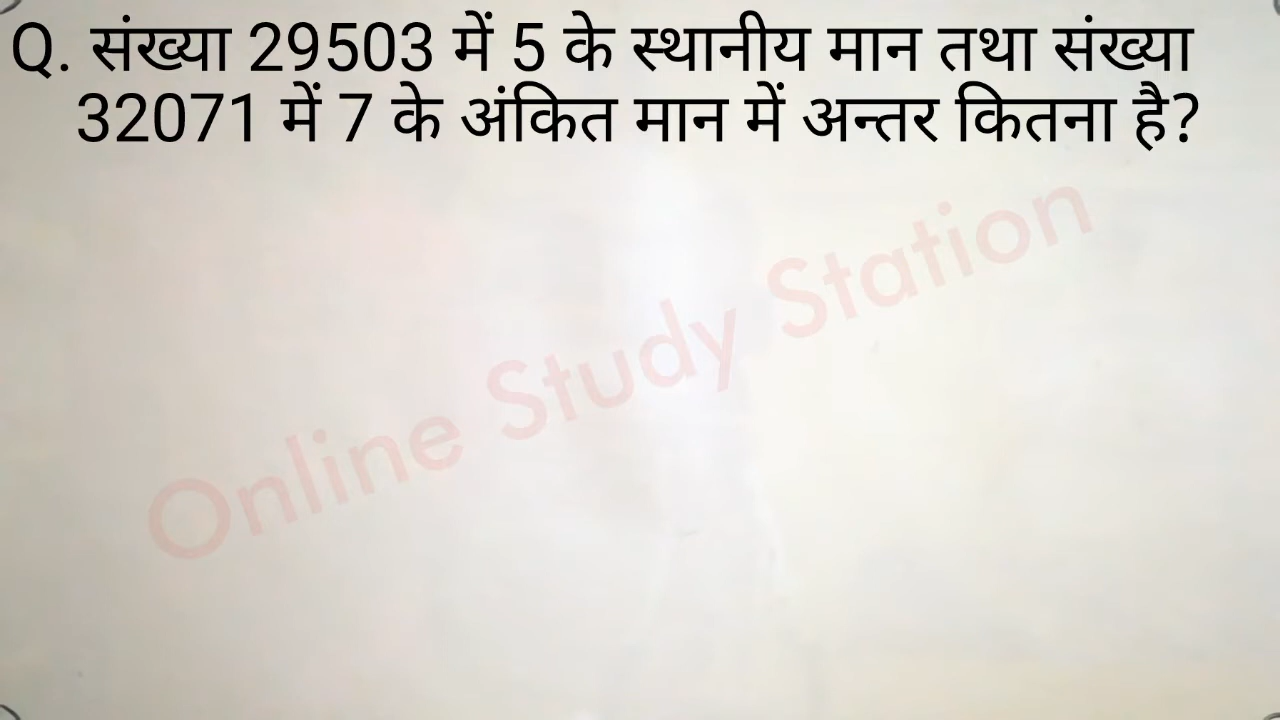 Q. संख्या 29503 में 5 के स्थानीय मान तथा संख्या
32071 में 7 के अंकित मान में अन्तर कितना है?
Online Study Station